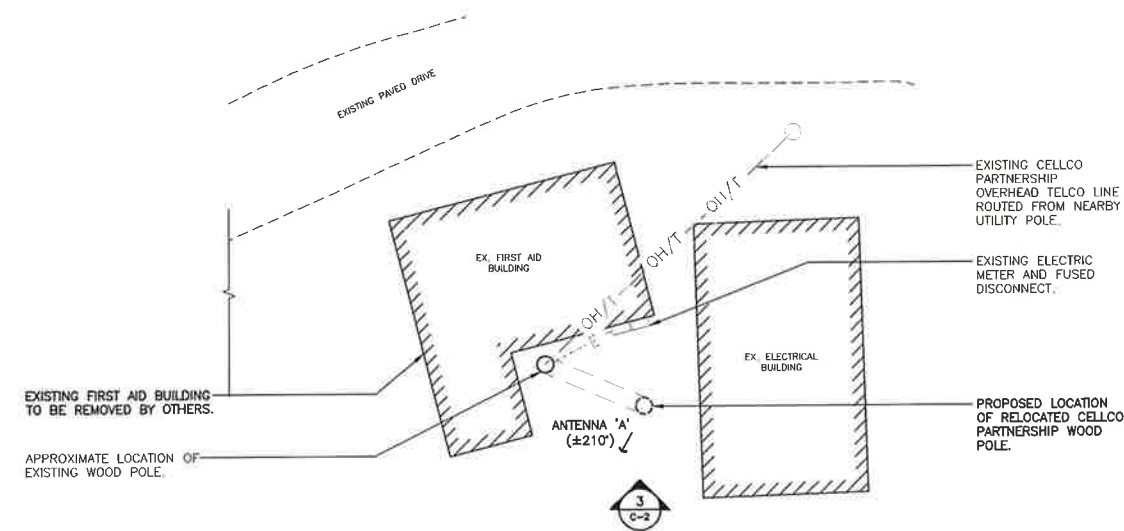 EXISTING PAVED DRIVE
EXISTING CELLCO
PARTNERSHIP
OVERHEAD TELCO LINE
ROUTED FROM NEARBY
UTILITY POLE.
OH/T
OH/T
OH/T
E
EX. FIRST AID
BUILDING
EXISTING ELECTRIC
METER AND FUSED
DISCONNECT.
EX. ELECTRICAL
BUILDING
EXISTING FIRST AID BUILDING
TO BE REMOVED BY OTHERS.
ANTENNA 'A'
(±210°)
PROPOSED LOCATION
OF RELOCATED CELLCO
PARTNERSHIP WOOD
POLE.
APPROXIMATE LOCATION OF
EXISTING WOOD POLE.
3
C-2